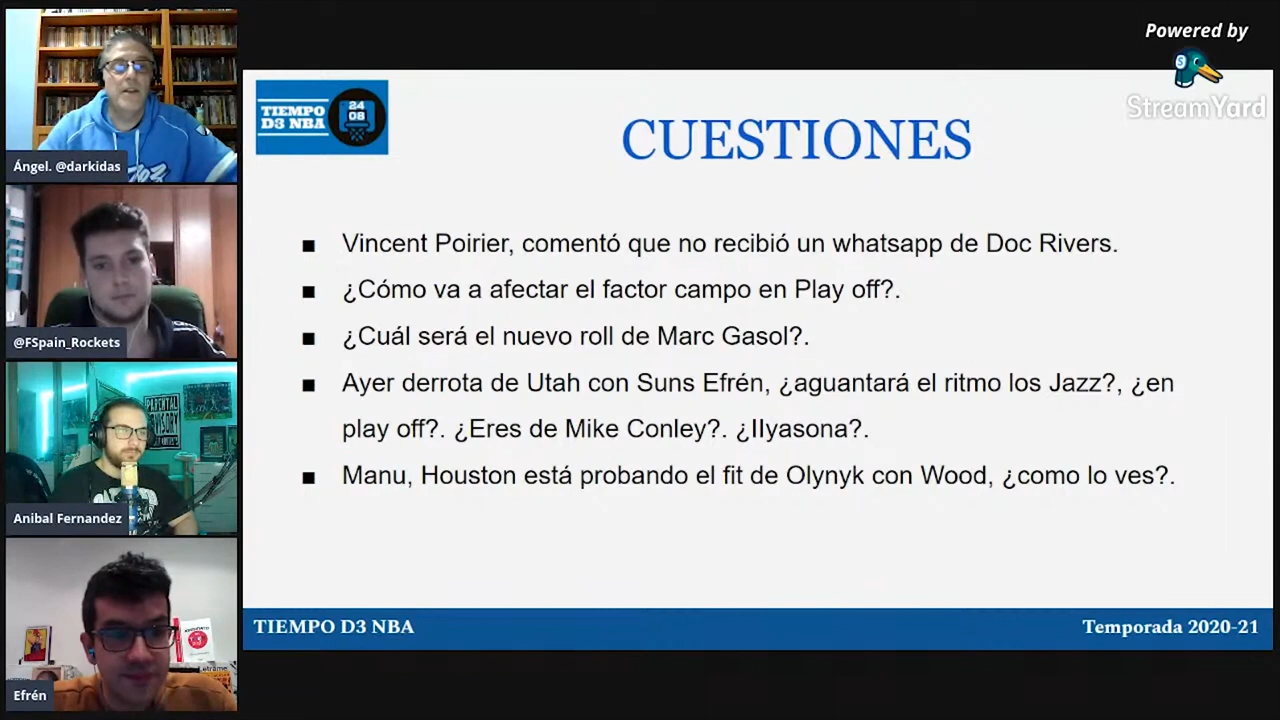 Powered by
StreamYard
TIEMPO
D3 NBA
24
08
CUESTIONES
■ Vincent Poirier, comentó que no recibió un whatsapp de Doc Rivers.
■ ¿Cómo va a afectar el factor campo en Play off?.
■ ¿Cuál será el nuevo roll de Marc Gasol?.
■ Ayer derrota de Utah con Suns Efrén, ¿aguantará el ritmo los Jazz?, ¿en
play off?. ¿Eres de Mike Conley?. ¿IIyasona?.
■ Manu, Houston está probando el fit de Olynyk con Wood, ¿como lo ves?.
TIEMPO D3 NBA
Temporada 2020-21
Ángel. @darkidas
@FSpain_Rockets
PARENTAL
ADVISORY
Anibal Fernandez
Efrén